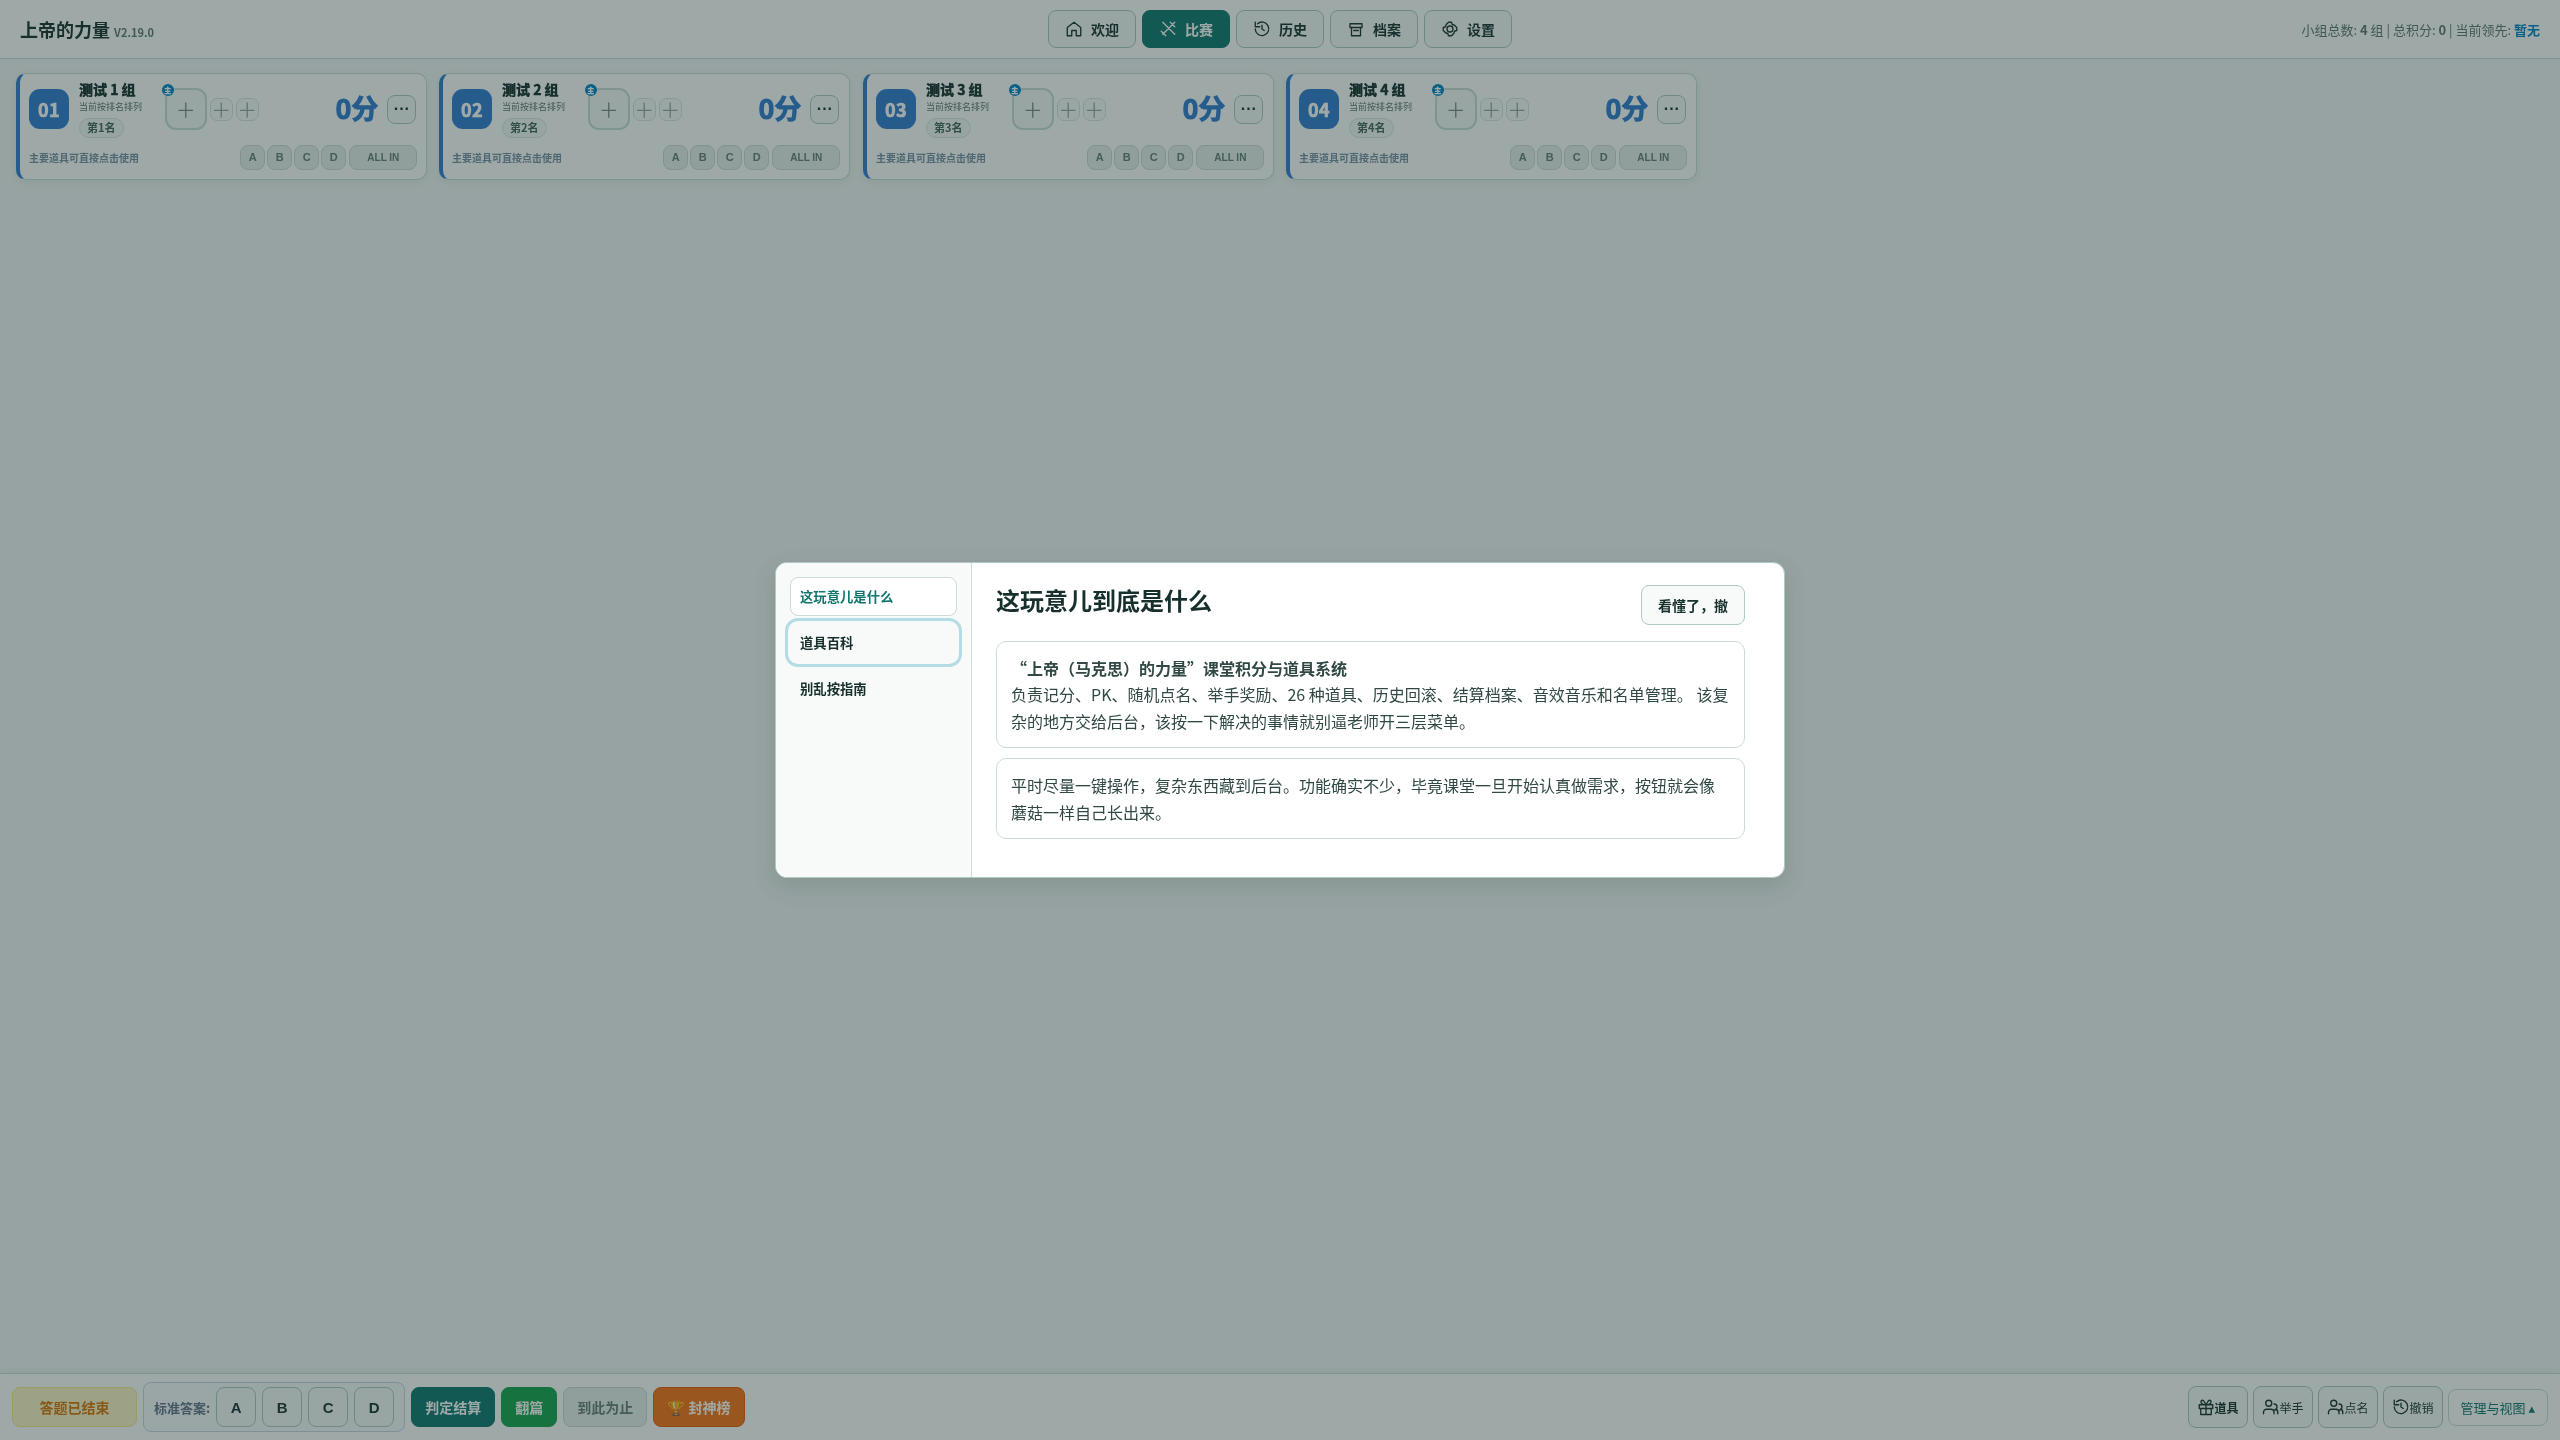 上帝的力量 V2.19.0
欢迎
比赛
历史
档案
设置
小组总数: 4 组 | 总积分: 0 | 当前领先: 暂无
01
测试 1 组
当前按排名排列
第1名
主
0分
主要道具可直接点击使用
A B C D ALL IN
02
测试 2 组
当前按排名排列
第2名
主
0分
主要道具可直接点击使用
A B C D ALL IN
03
测试 3 组
当前按排名排列
第3名
主
0分
主要道具可直接点击使用
A B C D ALL IN
04
测试 4 组
当前按排名排列
第4名
主
0分
主要道具可直接点击使用
A B C D ALL IN
这玩意儿是什么
道具百科
别乱按指南
这玩意儿到底是什么
看懂了，撤
“上帝（马克思）的力量”课堂积分与道具系统
负责记分、PK、随机点名、举手奖励、26 种道具、历史回滚、结算档案、音效音乐和名单管理。 该复
杂的地方交给后台，该按一下解决的事情就别逼老师开三层菜单。
平时尽量一键操作，复杂东西藏到后台。功能确实不少，毕竟课堂一旦开始认真做需求，按钮就会像
蘑菇一样自己长出来。
答题已结束
标准答案: A B C D
判定结算
翻篇
到此为止
🏆 封神榜
道具
举手
点名
撤销
管理与视图 ▴